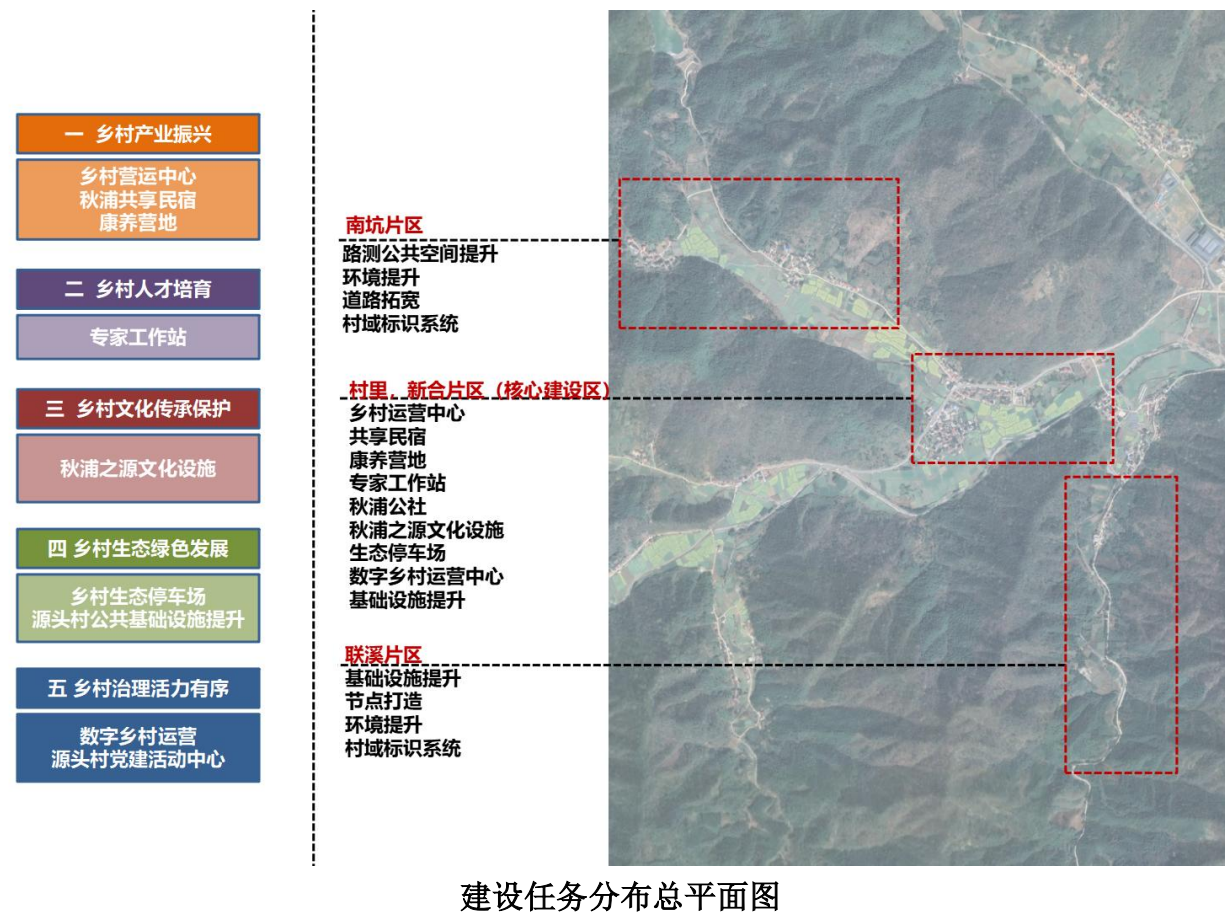 一 乡村产业振兴
乡村营运中心
秋浦共享民宿
康养营地
二 乡村人才培育
专家工作站
三 乡村文化传承保护
秋浦之源文化设施
四 乡村生态绿色发展
乡村生态停车场
源头村公共基础设施提升
五 乡村治理活力有序
数字乡村运营
源头村党建活动中心
南坑片区
路测公共空间提升
环境提升
道路拓宽
村域标识系统
村里，新合片区（核心建设区）
乡村运营中心
共享民宿
康养营地
专家工作站
秋浦公社
秋浦之源文化设施
生态停车场
数字乡村运营中心
基础设施提升
联溪片区
基础设施提升
节点打造
环境提升
村域标识系统
建设任务分布总平面图